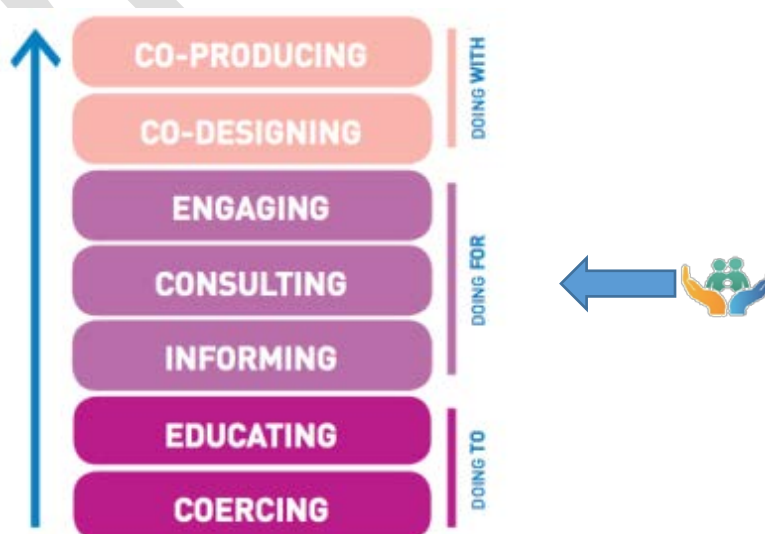 CO-PRODUCING
CO-DESIGNING
DOING WITH
ENGAGING
CONSULTING
INFORMING
DOING FOR
EDUCATING
COERCING
DOING TO